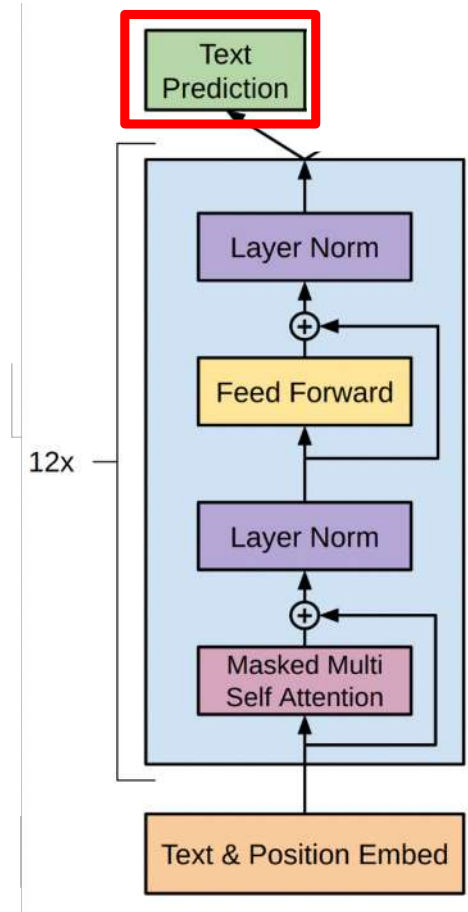 Text
Prediction
Layer Norm
+
Feed Forward
12x
Layer Norm
+
Masked Multi
Self Attention
Text & Position Embed